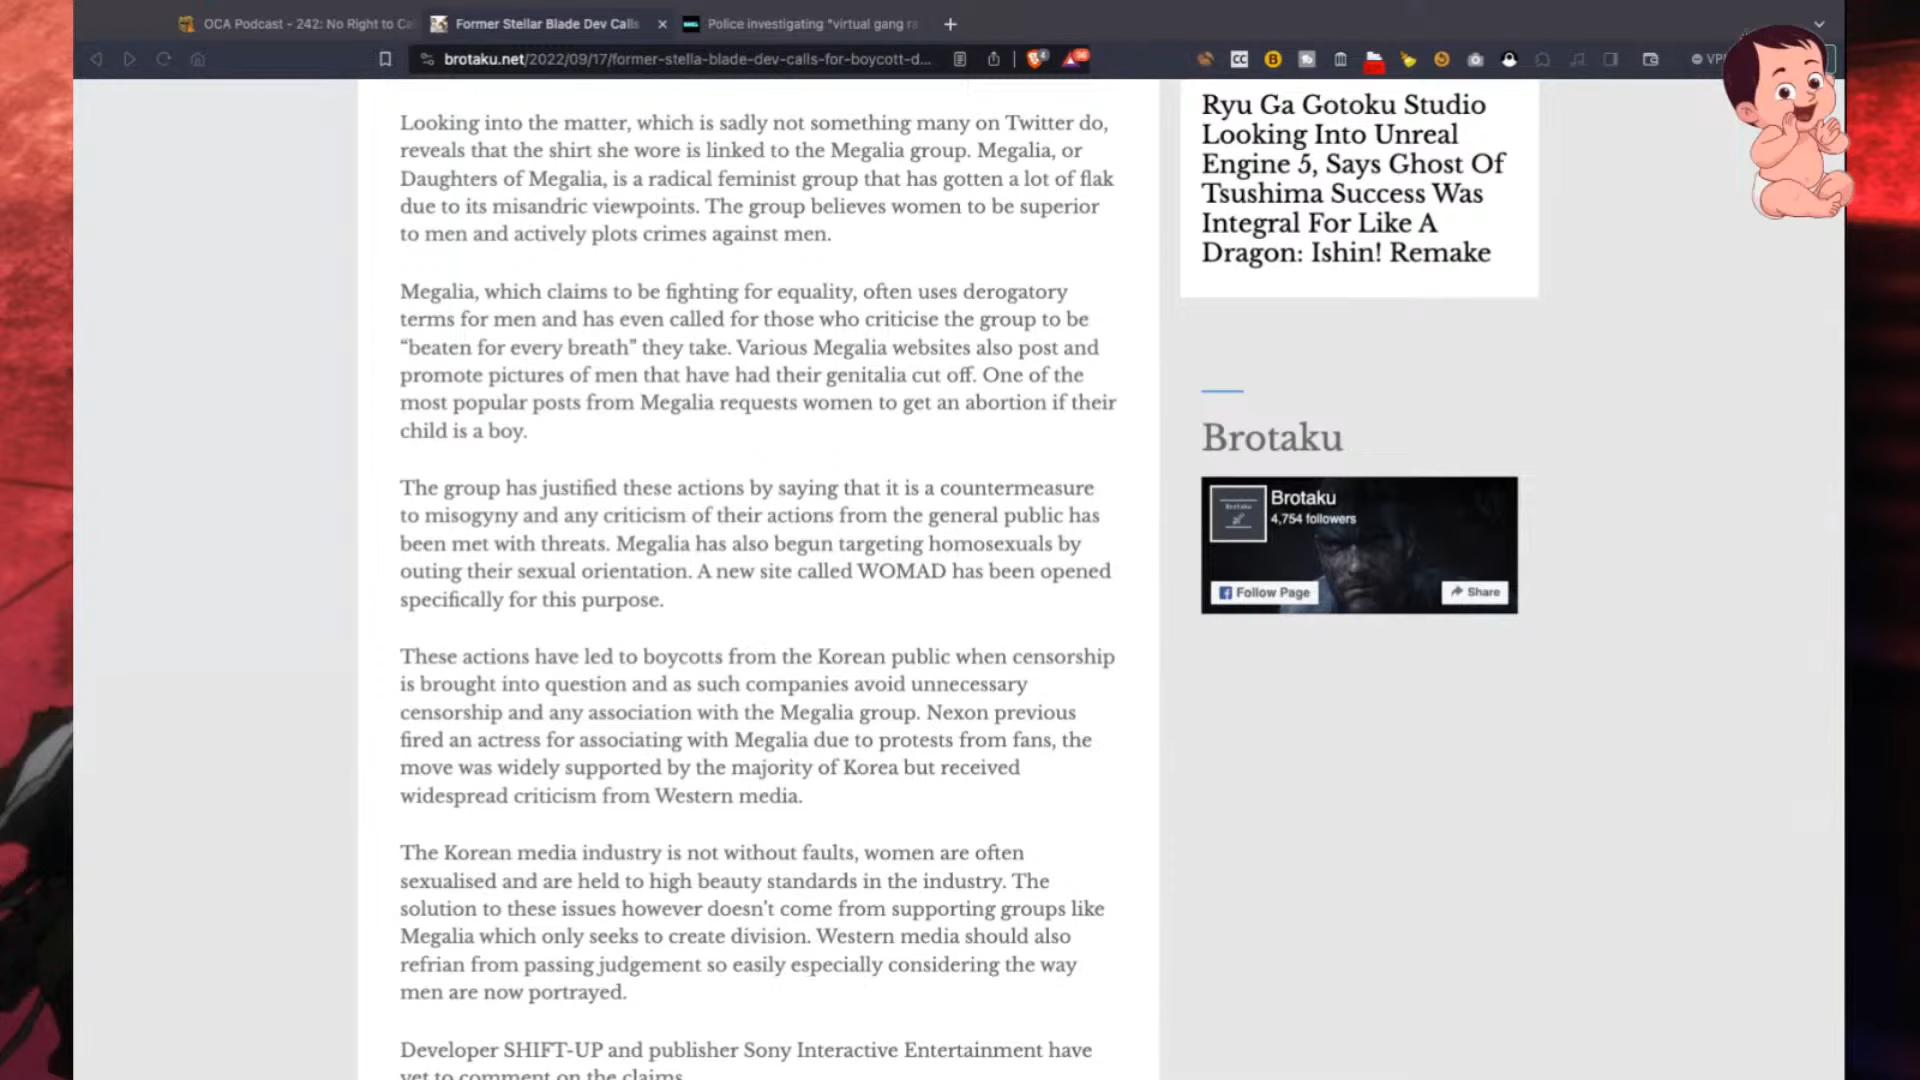 OCA Podcast - 242: No Right to Ca
Former Stellar Blade Dev Calls
Police investigating "virtual gang ra
brotaku.net/2022/09/17/former-stella-blade-dev-calls-for-boycott-d...
CC
B
VP
Looking into the matter, which is sadly not something many on Twitter do,
reveals that the shirt she wore is linked to the Megalia group. Megalia, or
Daughters of Megalia, is a radical feminist group that has gotten a lot of flak
due to its misandric viewpoints. The group believes women to be superior
to men and actively plots crimes against men.
Megalia, which claims to be fighting for equality, often uses derogatory
terms for men and has even called for those who criticise the group to be
“beaten for every breath” they take. Various Megalia websites also post and
promote pictures of men that have had their genitalia cut off. One of the
most popular posts from Megalia requests women to get an abortion if their
child is a boy.
The group has justified these actions by saying that it is a countermeasure
to misogyny and any criticism of their actions from the general public has
been met with threats. Megalia has also begun targeting homosexuals by
outing their sexual orientation. A new site called WOMAD has been opened
specifically for this purpose.
These actions have led to boycotts from the Korean public when censorship
is brought into question and as such companies avoid unnecessary
censorship and any association with the Megalia group. Nexon previous
fired an actress for associating with Megalia due to protests from fans, the
move was widely supported by the majority of Korea but received
widespread criticism from Western media.
The Korean media industry is not without faults, women are often
sexualised and are held to high beauty standards in the industry. The
solution to these issues however doesn't come from supporting groups like
Megalia which only seeks to create division. Western media should also
refrian from passing judgement so easily especially considering the way
men are now portrayed.
Developer SHIFT-UP and publisher Sony Interactive Entertainment have
yet to comment on the claims.
Ryu Ga Gotoku Studio
Looking Into Unreal
Engine 5, Says Ghost Of
Tsushima Success Was
Integral For Like A
Dragon: Ishin! Remake
Brotaku
Brotaku
4,754 followers
Follow Page
Share